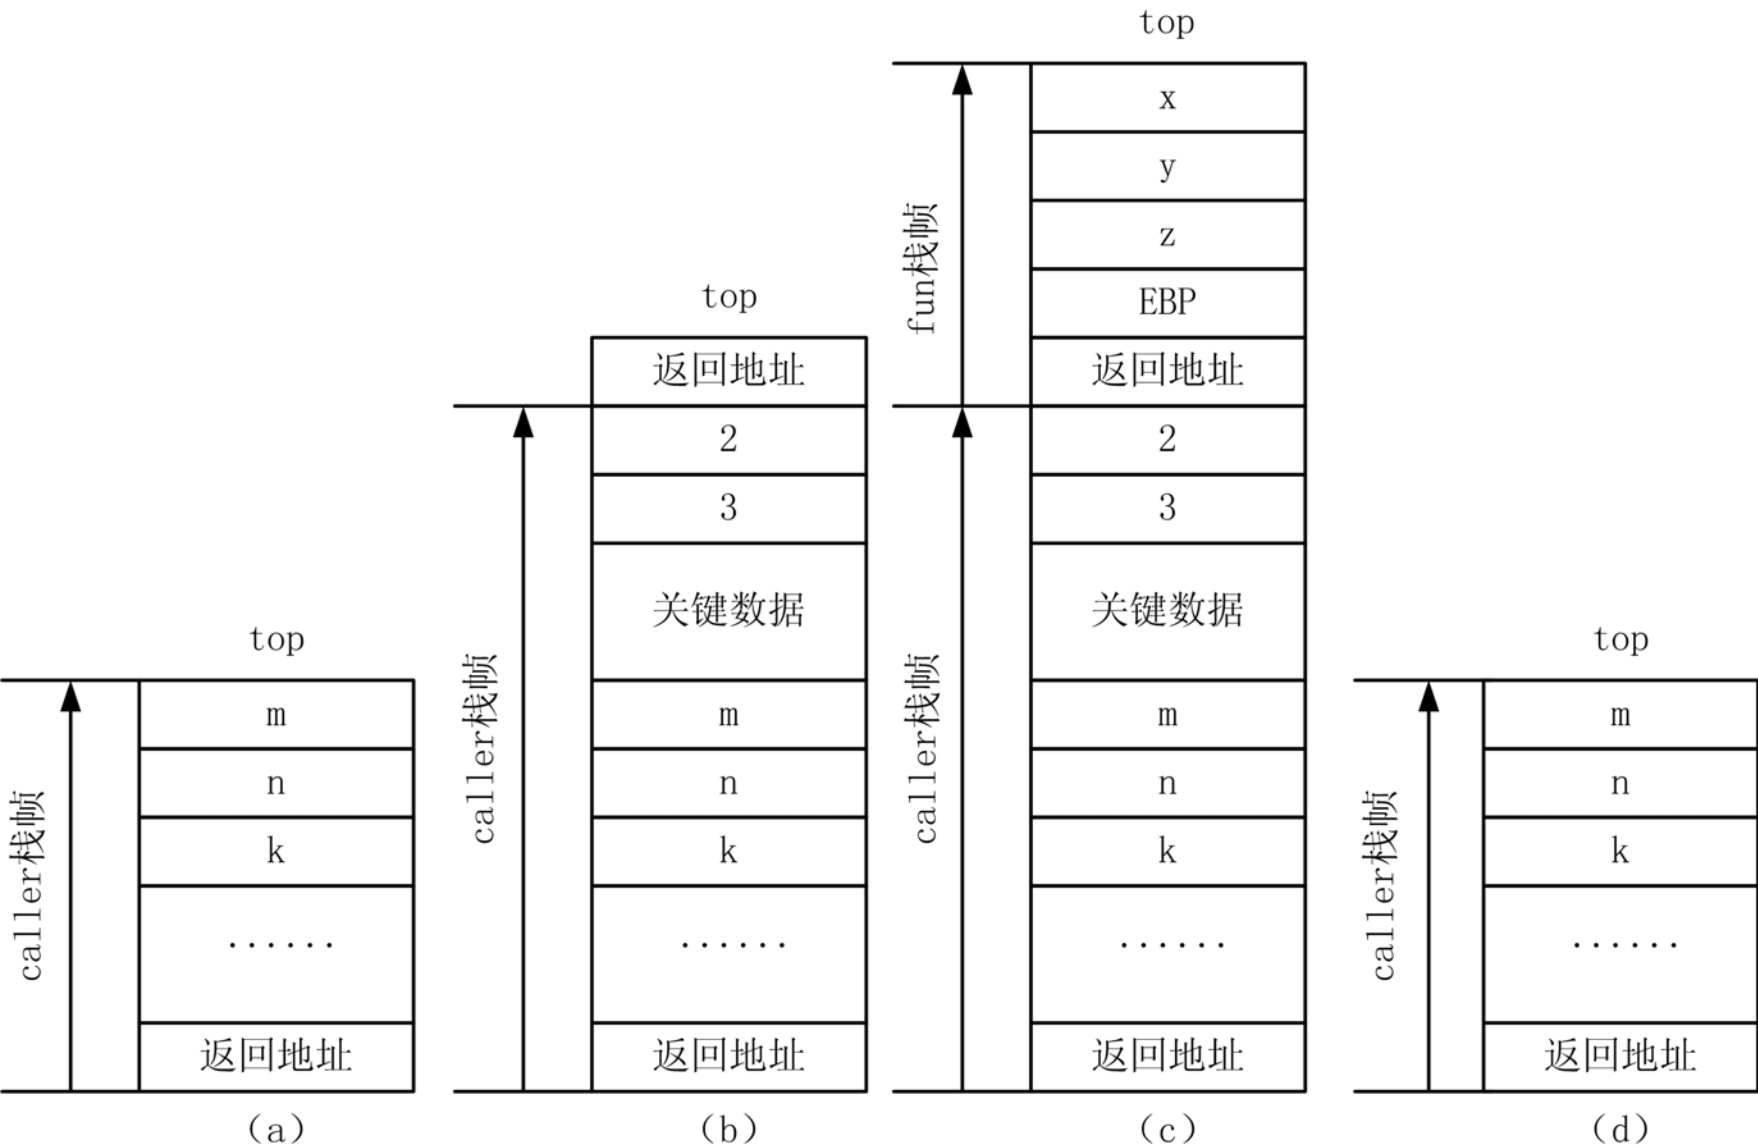 top
m
n
k
······
返回地址
caller栈帧
(a)
top
返回地址
2
3
关键数据
m
n
k
······
返回地址
caller栈帧
(b)
top
x
y
z
EBP
返回地址
2
3
关键数据
m
n
k
······
返回地址
fun栈帧
caller栈帧
(c)
top
m
n
k
······
返回地址
caller栈帧
(d)